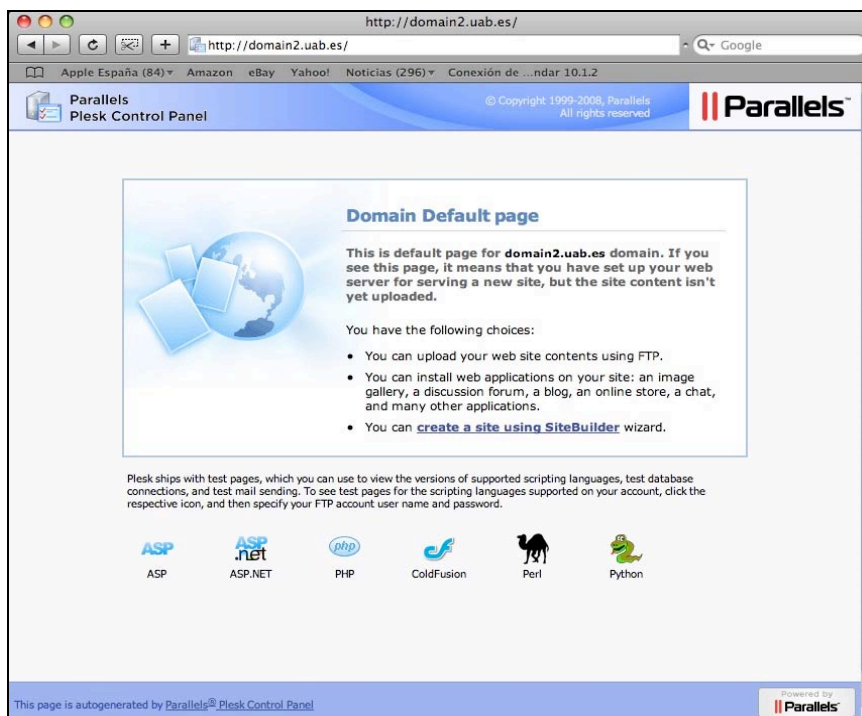 http://domain2.uab.es/
http://domain2.uab.es/
Google
Apple España (84)
Amazon
eBay
Yahoo!
Noticias (296)
Conexión de ...ndar 10.1.2
Parallels
Plesk Control Panel
© Copyright 1999-2008, Parallels
All rights reserved
Parallels™
Domain Default page
This is default page for domain2.uab.es domain. If you
see this page, it means that you have set up your web
server for serving a new site, but the site content isn't
yet uploaded.
You have the following choices:
• You can upload your web site contents using FTP.
• You can install web applications on your site: an image
gallery, a discussion forum, a blog, an online store, a chat,
and many other applications.
• You can create a site using SiteBuilder wizard.
Plesk ships with test pages, which you can use to view the versions of supported scripting languages, test database
connections, and test mail sending. To see test pages for the scripting languages supported on your account, click the
respective icon, and then specify your FTP account user name and password.
ASP
ASP
.net
php
ASP
ASP.NET
PHP
ColdFusion
Perl
Python
This page is autogenerated by Parallels® Plesk Control Panel
Powered by
Parallels™